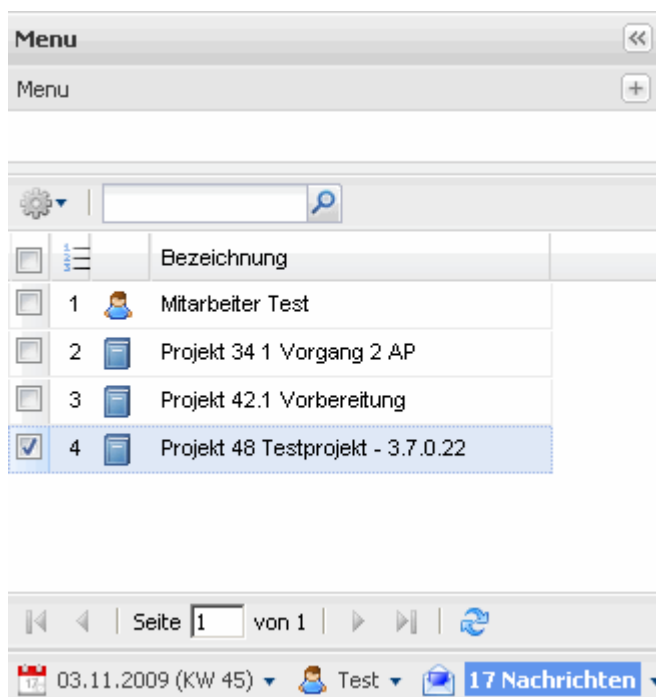 Menu
Menu
Bezeichnung
1 Mitarbeiter Test
2 Projekt 34 1 Vorgang 2 AP
3 Projekt 42.1 Vorbereitung
4 Projekt 48 Testprojekt - 3.7.0.22
Seite 1 von 1
03.11.2009 (KW 45) Test 17 Nachrichten